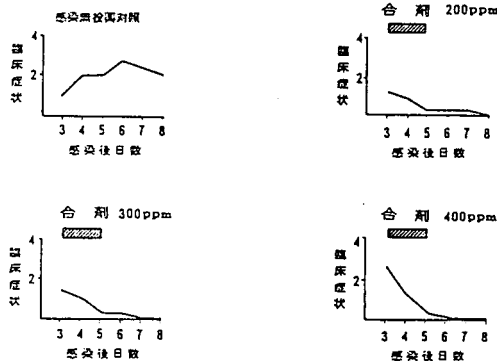 感染無投薬対照
臨床症状
4
2
3 4 5 6 7 8
感染後日数
合剤 200ppm
臨床症状
4
2
3 4 5 6 7 8
感染後日数
合剤 300ppm
臨床症状
4
2
3 4 5 6 7 8
感染後日数
合剤 400ppm
臨床症状
4
2
3 4 5 6 7 8
感染後日数